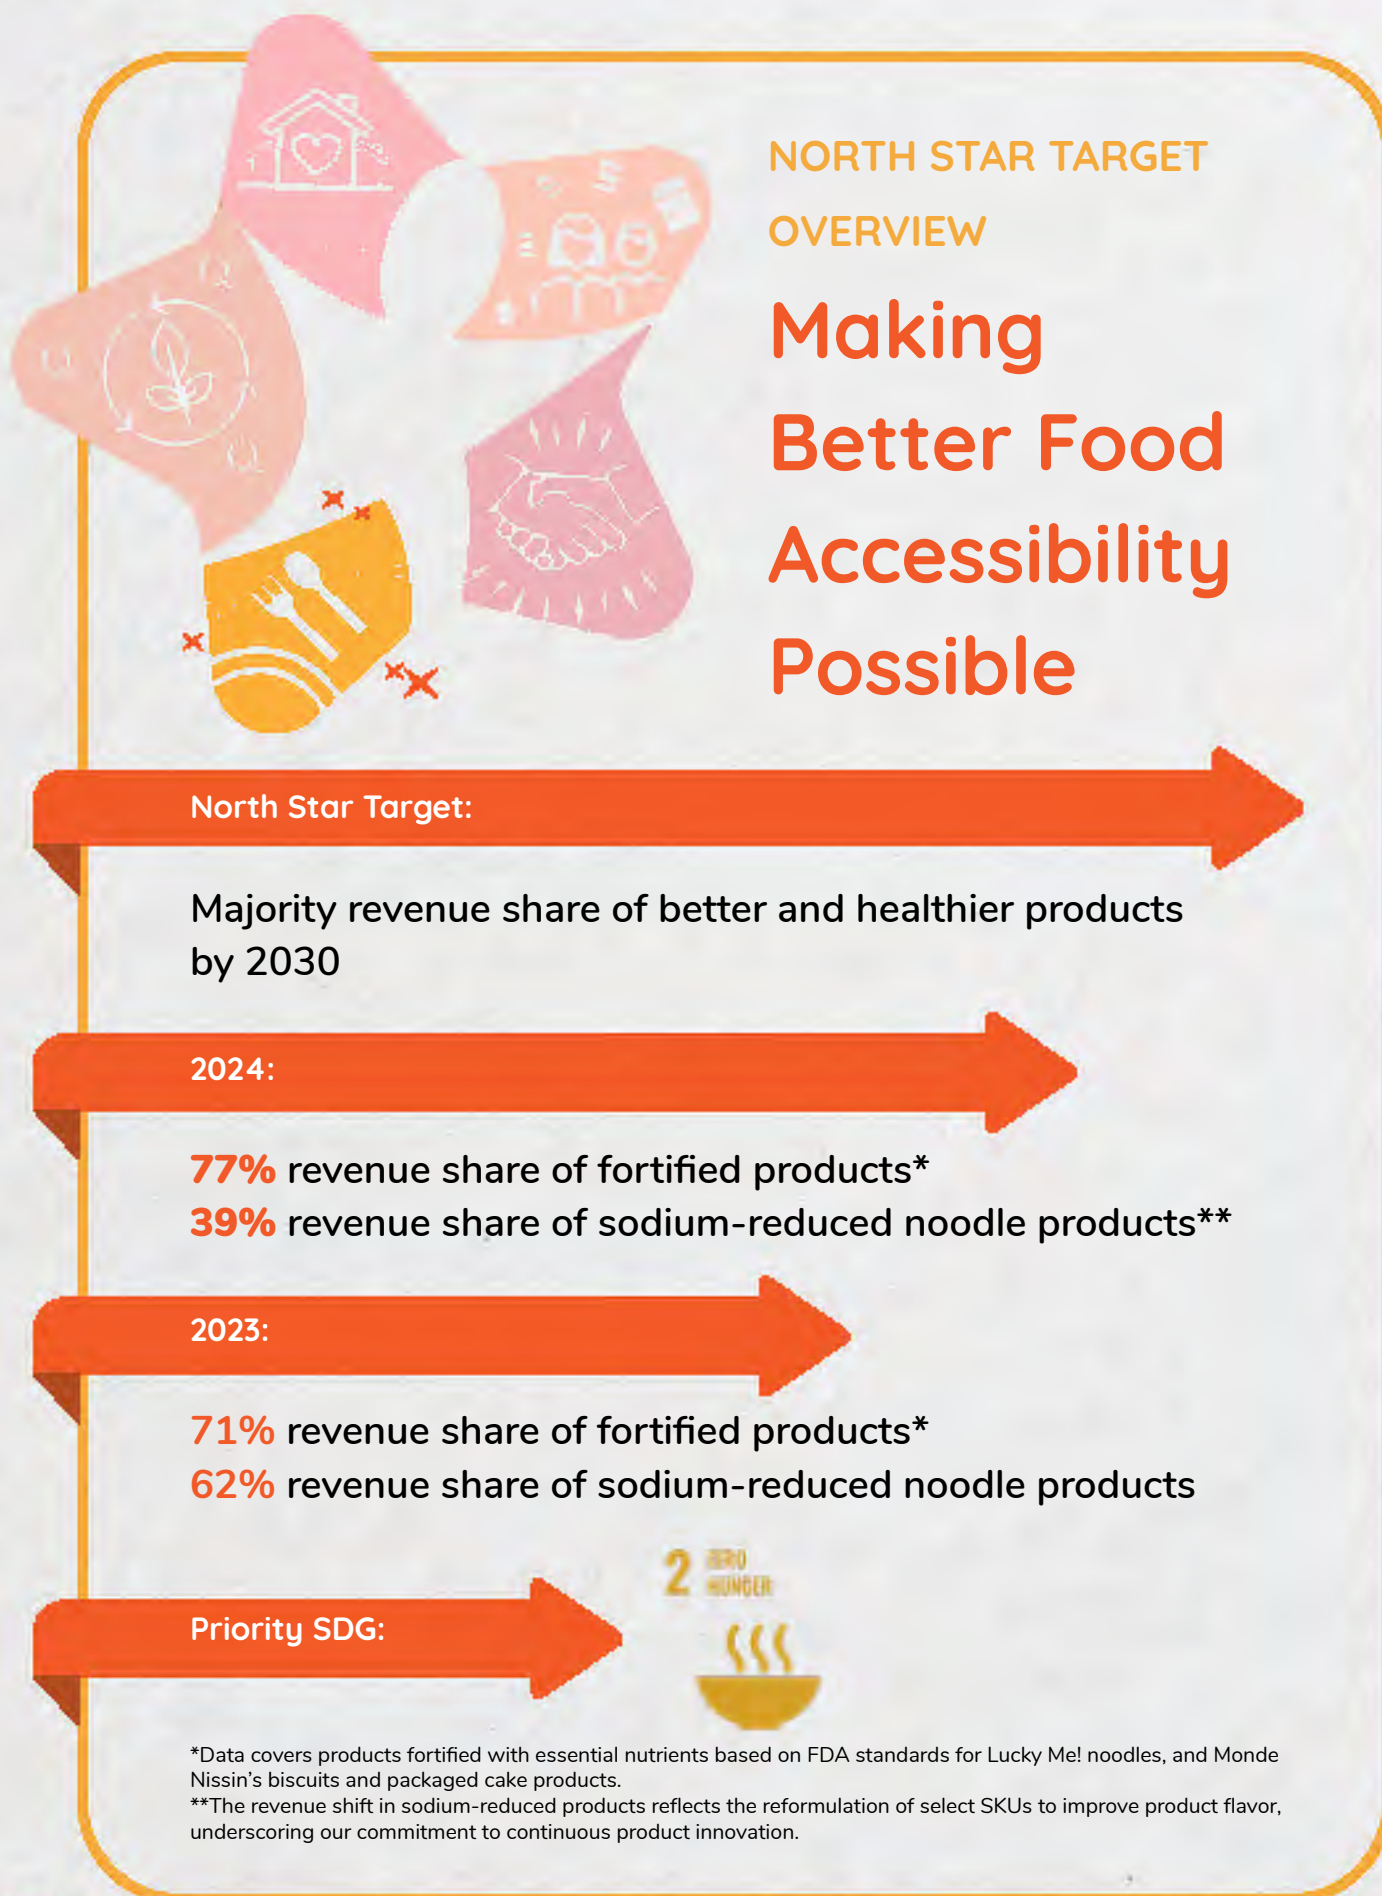 NORTH STAR TARGET
OVERVIEW
Making
Better Food
Accessibility
Possible
North Star Target:
Majority revenue share of better and healthier products
by 2030
2024:
77% revenue share of fortified products*
39% revenue share of sodium-reduced noodle products**
2023:
71% revenue share of fortified products*
62% revenue share of sodium-reduced noodle products
2 ZERO
HUNGER
Priority SDG:
*Data covers products fortified with essential nutrients based on FDA standards for Lucky Me! noodles, and Monde
Nissin’s biscuits and packaged cake products.
**The revenue shift in sodium-reduced products reflects the reformulation of select SKUs to improve product flavor,
underscoring our commitment to continuous product innovation.